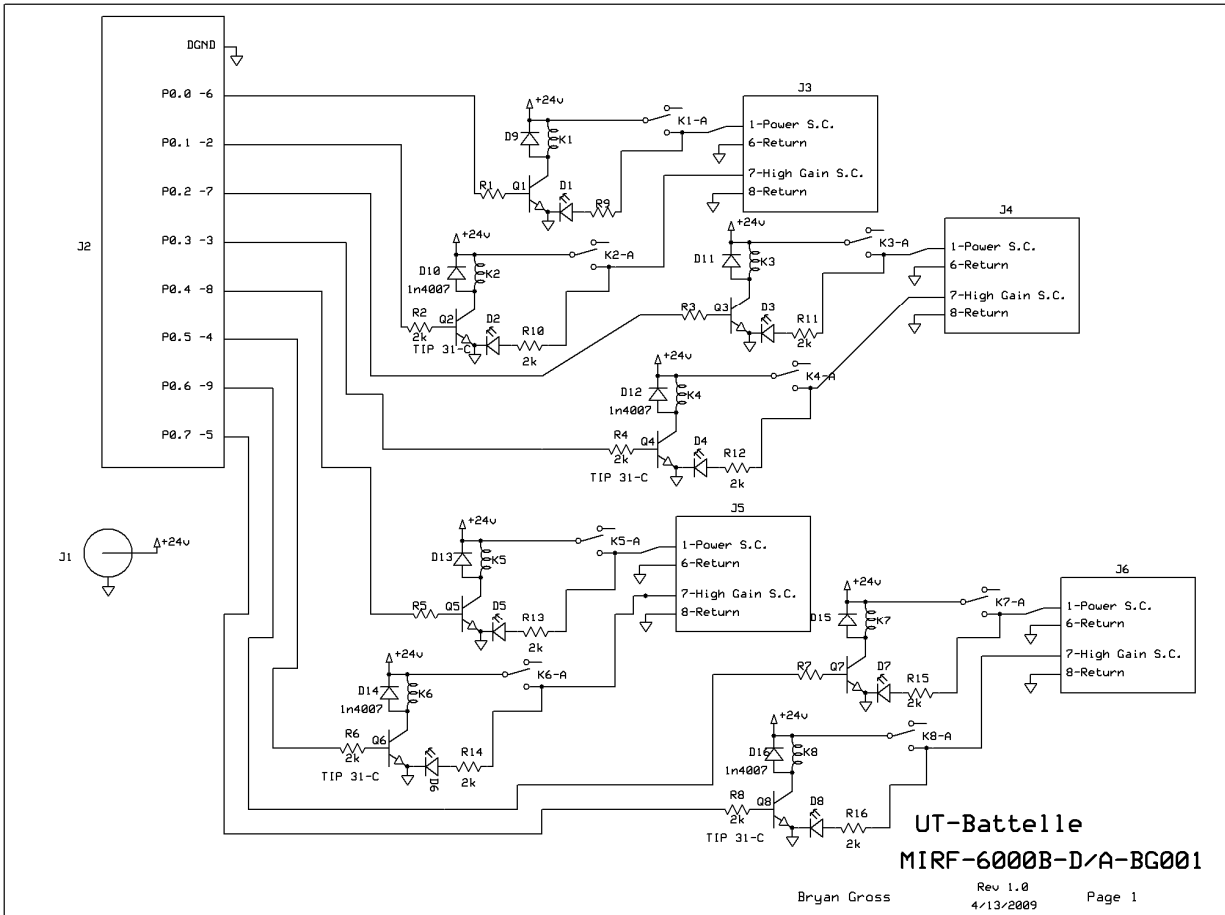 DGND
P0.0 -6
P0.1 -2
P0.2 -7
P0.3 -3
P0.4 -8
P0.5 -4
P0.6 -9
P0.7 -5
J2
J1
+24v
+24v
D9
K1
K1-A
R1
Q1
D1
R9
J3
1-Power S.C.
6-Return
7-High Gain S.C.
8-Return
+24v
D10
1n4007
K2
K2-A
R2
2k
Q2
TIP 31-C
D2
R10
2k
+24v
D11
K3
K3-A
R3
Q3
D3
R11
2k
J4
1-Power S.C.
6-Return
7-High Gain S.C.
8-Return
+24v
D12
1n4007
K4
K4-A
R4
2k
Q4
TIP 31-C
D4
R12
2k
+24v
D13
K5
K5-A
R5
Q5
D5
R13
2k
J5
1-Power S.C.
6-Return
7-High Gain S.C.
8-Return
+24v
D14
1n4007
K6
K6-A
R6
2k
Q6
TIP 31-C
D6
R14
2k
+24v
D15
K7
K7-A
R7
Q7
D7
R15
2k
J6
1-Power S.C.
6-Return
7-High Gain S.C.
8-Return
+24v
D16
1n4007
K8
K8-A
R8
2k
Q8
TIP 31-C
D8
R16
2k
UT-Battelle
MIRF-6000B-D/A-BG001
Bryan Gross
Rev 1.0
4/13/2009
Page 1